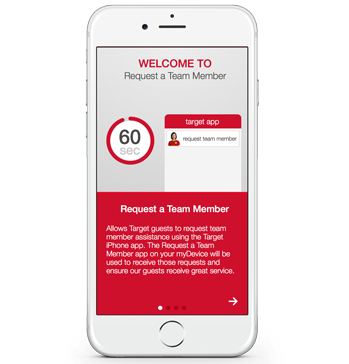 WELCOME TO
Request a Team Member
60
sec
target app
request team member
Request a Team Member
Allows Target guests to request team
member assistance using the Target
iPhone app. The Request a Team
Member app on your myDevice will be
used to receive those requests and
ensure our guests receive great service.